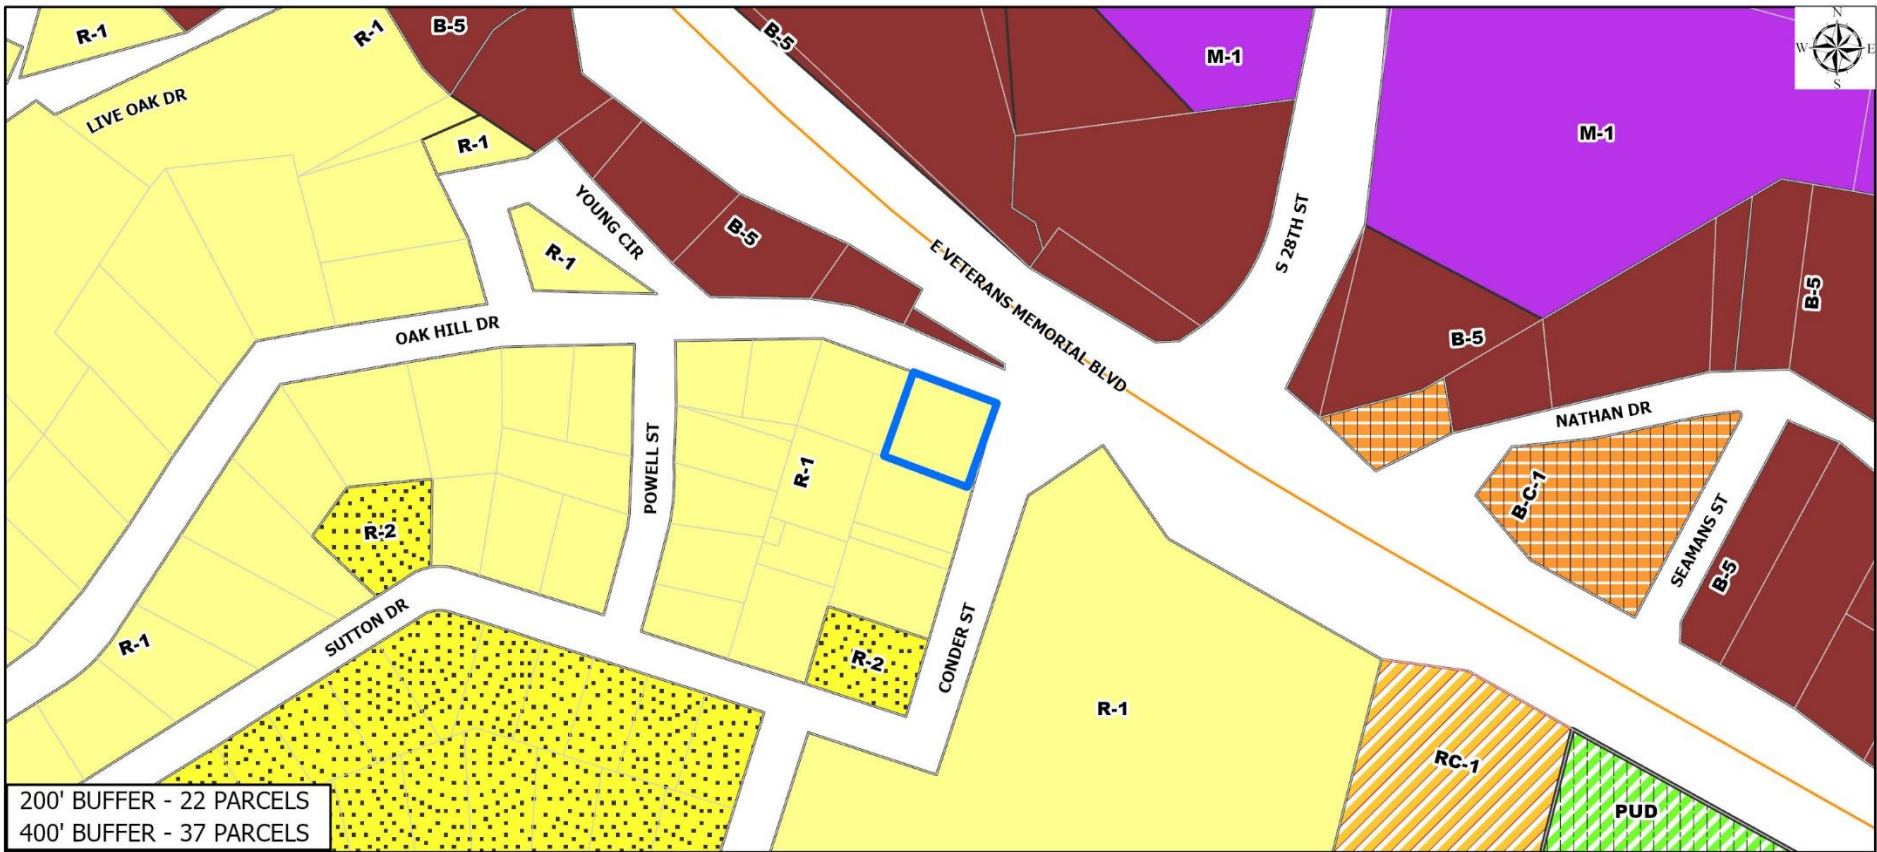 R-1
R-1
B-5
B-5
M-1
N
W
E
S
LIVE OAK DR
R-1
M-1
YOUNG CIR
R-1
B-5
E VETERANS MEMORIAL BLVD
S 28TH ST
B-5
B-5
OAK HILL DR
NATHAN DR
POWELL ST
R-1
R-2
B-C-1
SEAMANS ST
B-5
SUTTON DR
R-1
R-2
CONDER ST
R-1
RC-1
PUD
200' BUFFER - 22 PARCELS
400' BUFFER - 37 PARCELS